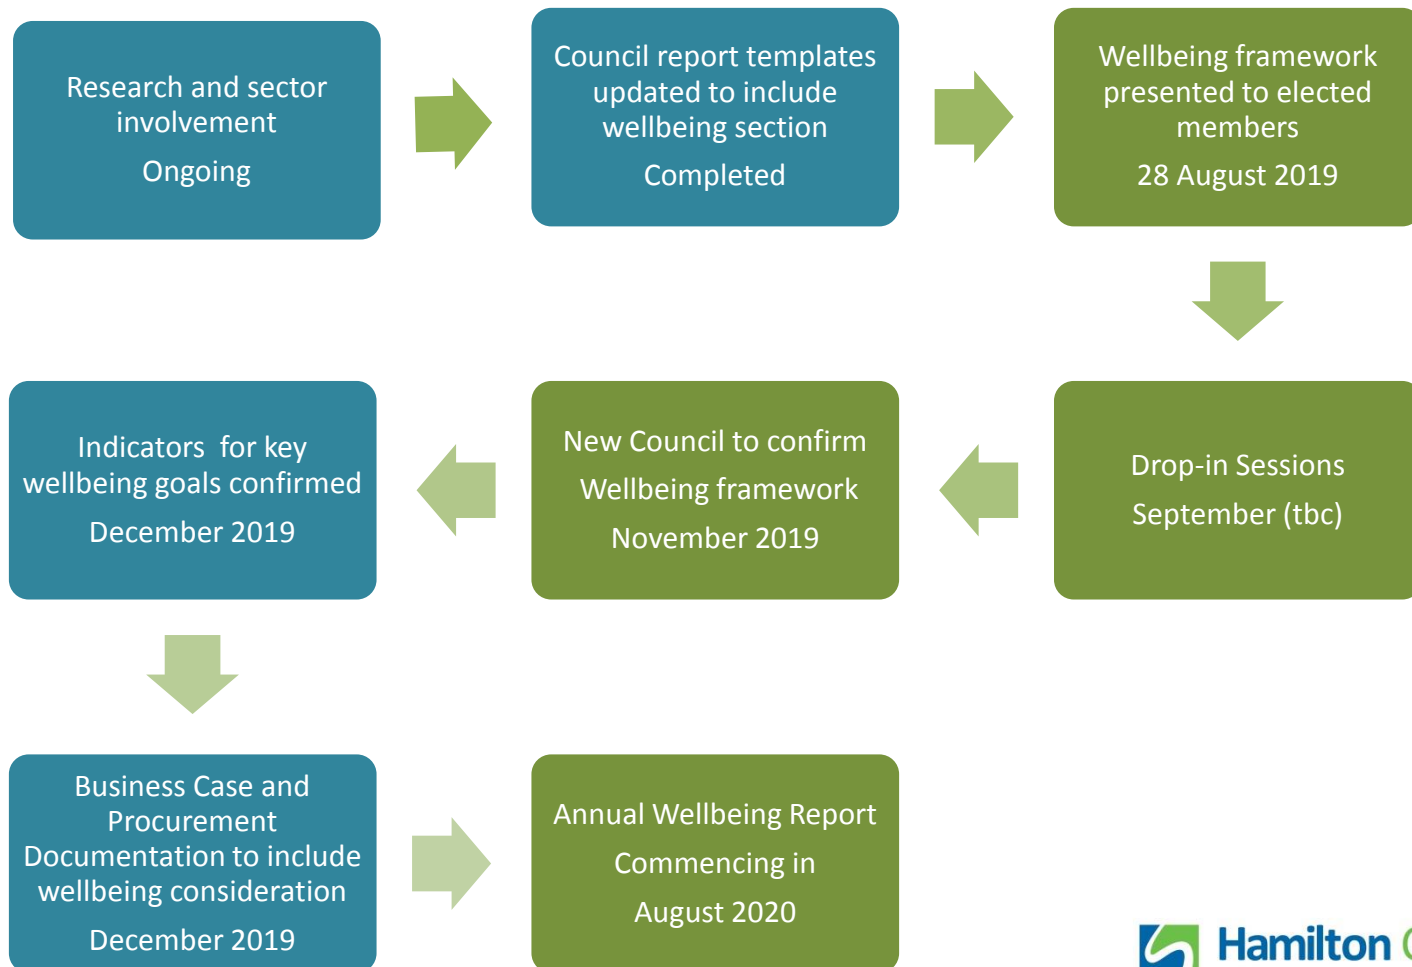 Research and sector
involvement
Ongoing
Council report templates
updated to include
wellbeing section
Completed
Wellbeing framework
presented to elected
members
28 August 2019
Drop-in Sessions
September (tbc)
New Council to confirm
Wellbeing framework
November 2019
Indicators for key
wellbeing goals confirmed
December 2019
Business Case and
Procurement
Documentation to include
wellbeing consideration
December 2019
Annual Wellbeing Report
Commencing in
August 2020
Hamilton